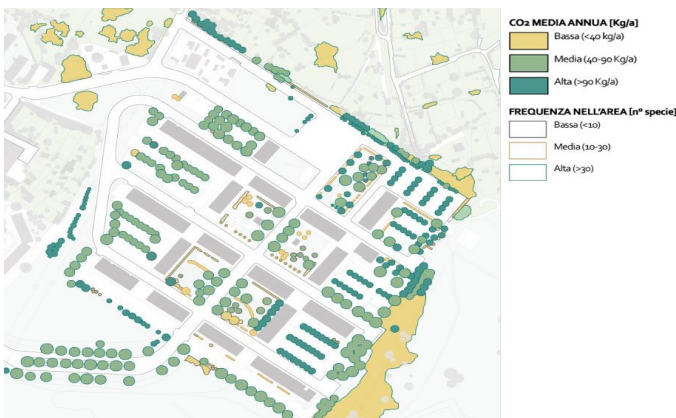 CO2 MEDIA ANNUA [Kg/a]
Bassa (<40 kg/a)
Media (40-90 Kg/a)
Alta (>90 Kg/a)
FREQUENZA NELL'AREA [n° specie]
Bassa (<10)
Media (10-30)
Alta (>30)